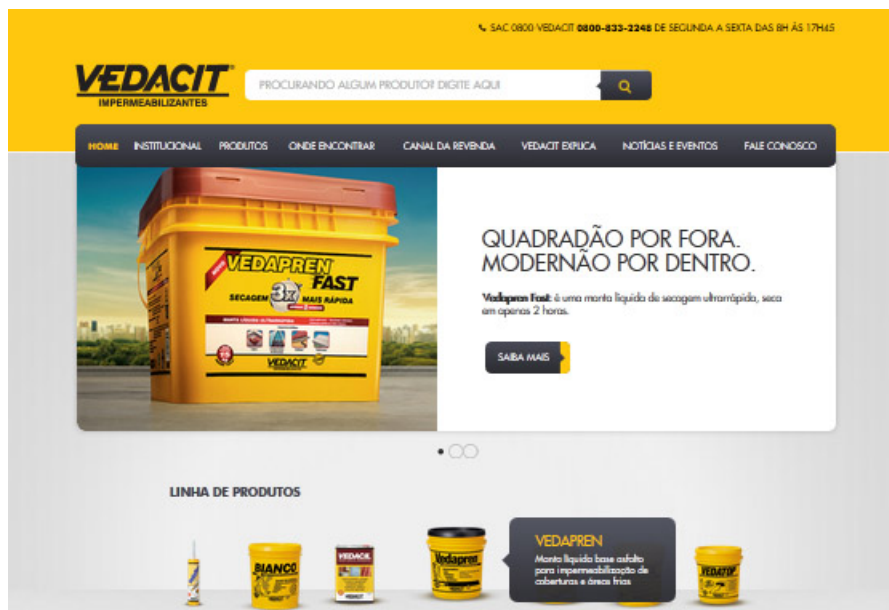 SAC 0800 VEDACIT 0800-833-2248 DE SEGUNDA A SEXTA DAS 8H ÀS 17H45
VEDACIT
IMPERMEABILIZANTES
PROCURANDO ALGUM PRODUTO? DIGITE AQUI
HOME INSTITUCIONAL PRODUTOS ONDE ENCONTRAR CANAL DA REVENDA VEDACIT EXPLICA NOTÍCIAS E EVENTOS FALE CONOSCO
NOVO
VEDAPREN
FAST
SECAGEM 3X MAIS RÁPIDA
VEDACIT
QUADRADÃO POR FORA.
MODERNÃO POR DENTRO.
Vedapren Fast é uma manta líquida de secagem ultrarrápida, seca
em apenas 2 horas.
SAIBA MAIS
LINHA DE PRODUTOS
BIANCO
VEDACIL
Vedapren
VEDATOP
VEDAPREN
Manta líquida base asfalto
para impermeabilização de
coberturas e áreas frias